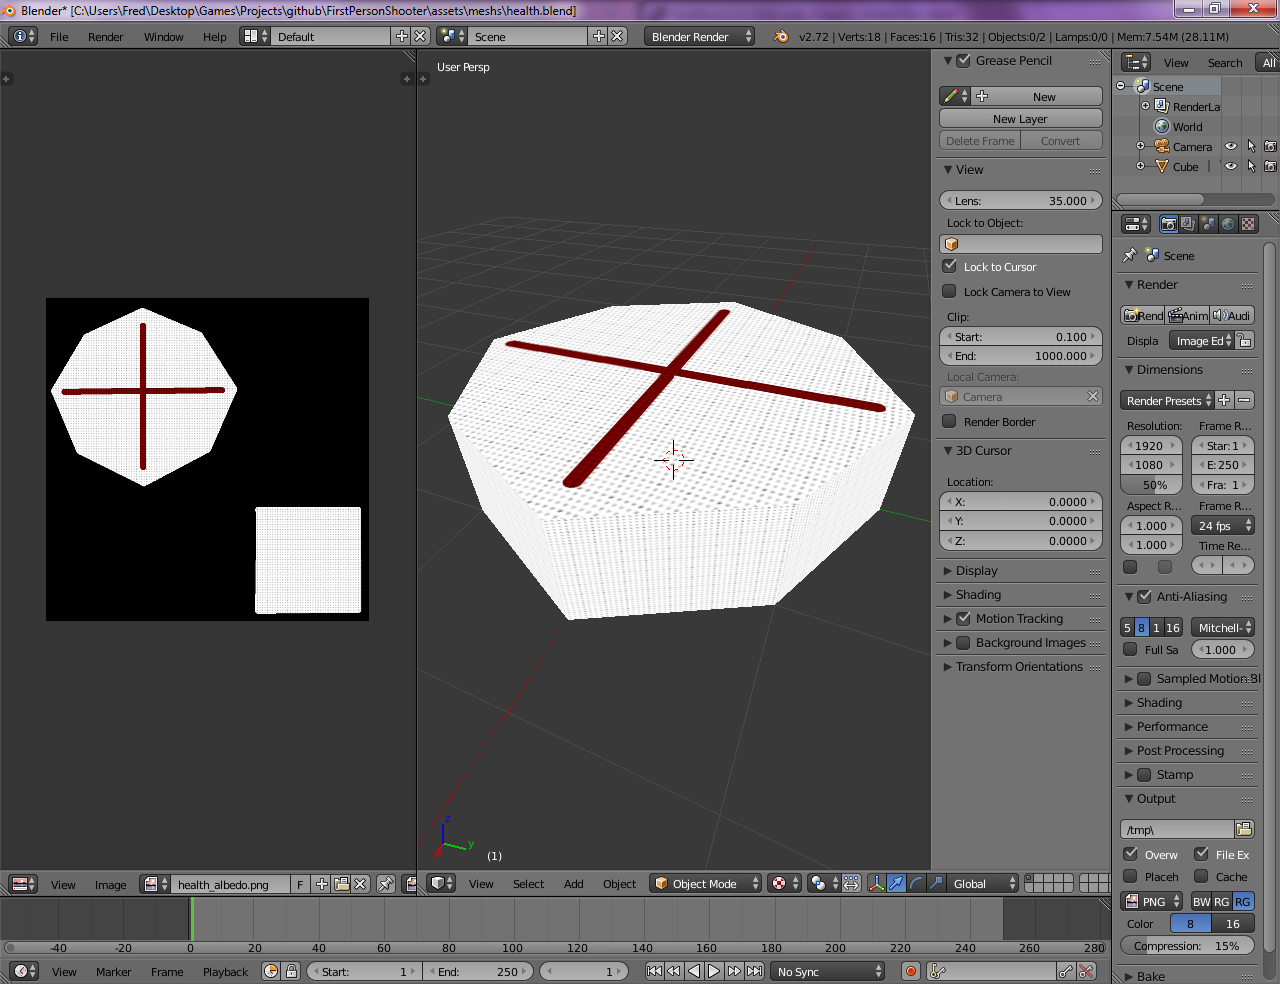 Blender* [C:\Users\Fred\Desktop\Games\Projects\github\FirstPersonShooter\assets\meshs\health.blend]
File Render Window Help Default Scene Blender Render v2.72 | Verts:18 | Faces:16 | Tris:32 | Objects:0/2 | Lamps:0/0 | Mem:7.54M (28.11M)
User Persp
Grease Pencil
New
New Layer
Delete Frame Convert
View
Lens: 35.000
Lock to Object:
Lock to Cursor
Lock Camera to View
Clip:
Start: 0.100
End: 1000.000
Local Camera:
Camera
Render Border
3D Cursor
Location:
X: 0.0000
Y: 0.0000
Z: 0.0000
Display
Shading
Motion Tracking
Background Images
Transform Orientations
View Search All
Scene
RenderLa
World
Camera
Cube
Scene
Render
Rend Anim Audi
Displa Image Ed
Dimensions
Render Presets
Resolution: Frame R...
1920 Star: 1
1080 E: 250
50% Fra: 1
Aspect R... Frame R...
1.000 24 fps
1.000 Time Re...
Anti-Aliasing
5 8 1 16 Mitchell-
Full Sa 1.000
Sampled Motion Bl
Shading
Performance
Post Processing
Stamp
Output
/tmp\
Overw File Ex
Placeh Cache
PNG BW RG RG
Color 8 16
Compression: 15%
Bake
z
y
(1)
View Image health_albedo.png F
View Select Add Object Object Mode Global
-40 -20 0 20 40 60 80 100 120 140 160 180 200 220 240 260 280
View Marker Frame Playback Start: 1 End: 250 1 No Sync